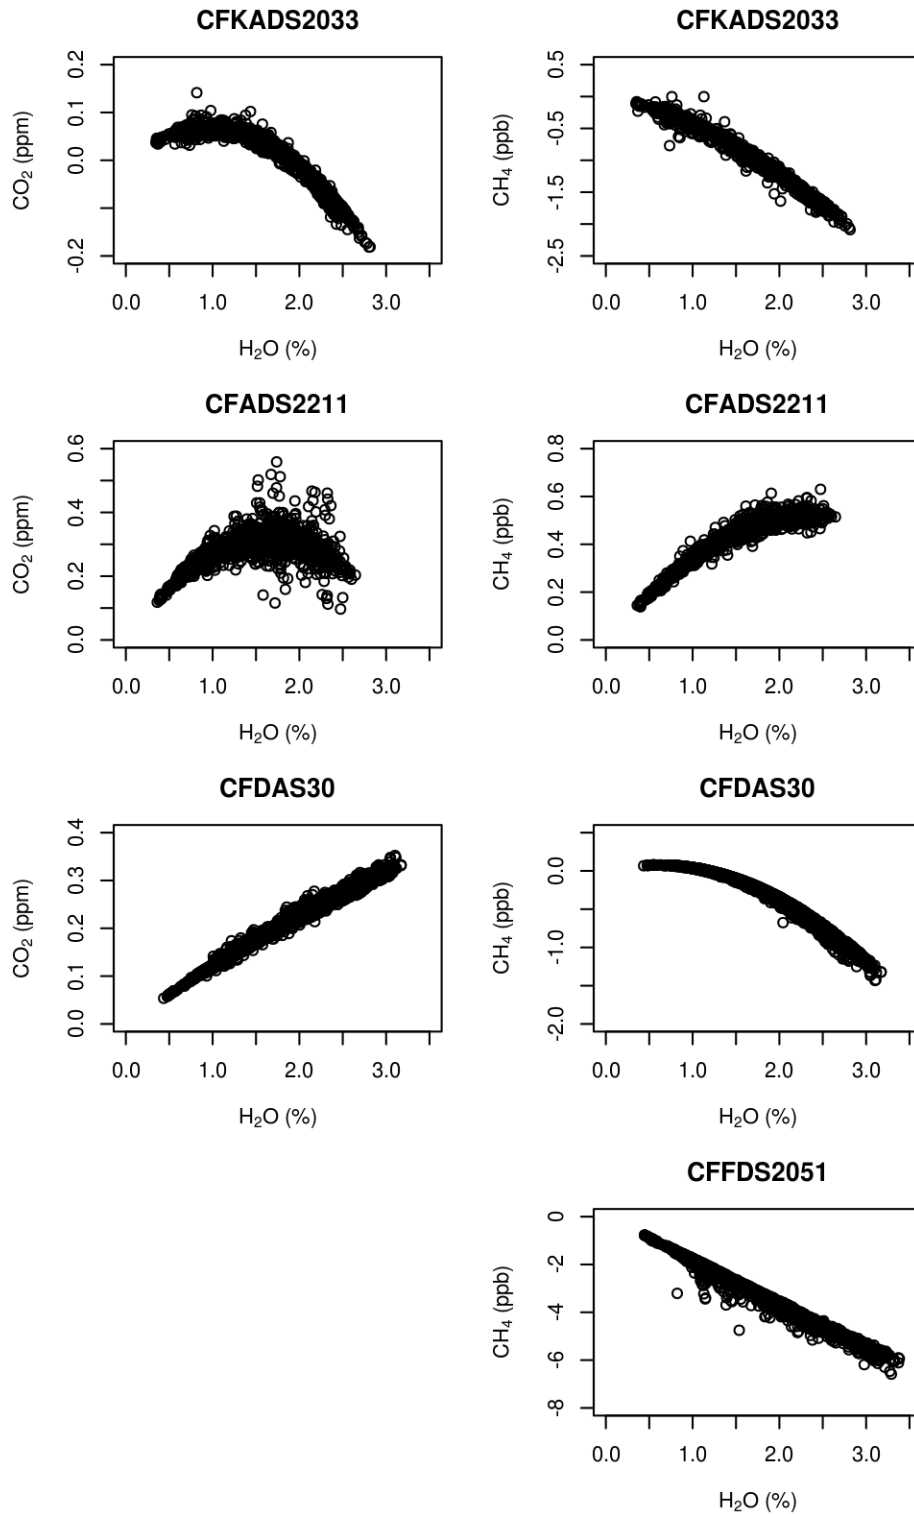 CFKADS2033
CO₂ (ppm)
0.2
0.1
0.0
-0.2
0.0 1.0 2.0 3.0
H₂O (%)
CFKADS2033
CH₄ (ppb)
0.5
-0.5
-1.5
-2.5
0.0 1.0 2.0 3.0
H₂O (%)
CFADS2211
CO₂ (ppm)
0.6
0.4
0.2
0.0
0.0 1.0 2.0 3.0
H₂O (%)
CFADS2211
CH₄ (ppb)
0.8
0.6
0.4
0.2
0.0
0.0 1.0 2.0 3.0
H₂O (%)
CFDAS30
CO₂ (ppm)
0.4
0.3
0.2
0.1
0.0
0.0 1.0 2.0 3.0
H₂O (%)
CFDAS30
CH₄ (ppb)
0.0
-1.0
-2.0
0.0 1.0 2.0 3.0
H₂O (%)
CFFDS2051
CH₄ (ppb)
0
-2
-4
-6
-8
0.0 1.0 2.0 3.0
H₂O (%)